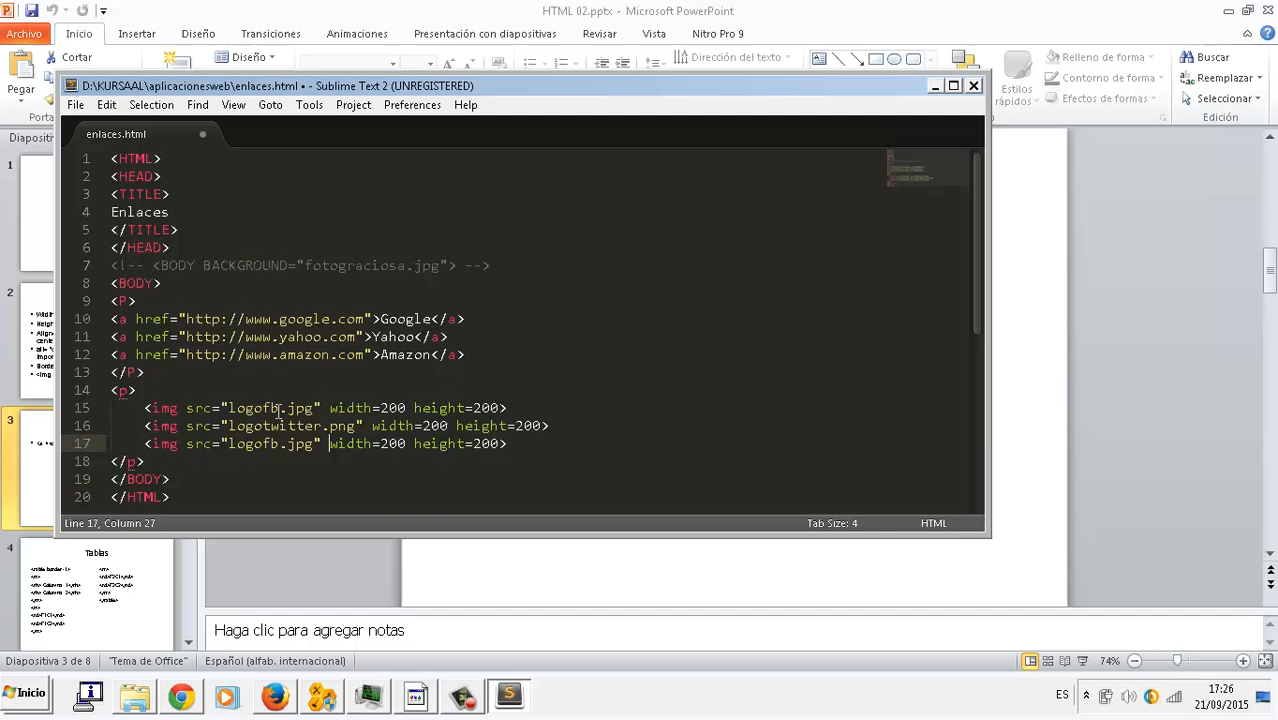 HTML 02.pptx - Microsoft PowerPoint
Archivo Inicio Insertar Diseño Transiciones Animaciones Presentación con diapositivas Revisar Vista Nitro Pro 9
Cortar
Diseño
Dirección del texto
Relleno de forma
Buscar
Contorno de forma
Reemplazar
Pegar
Estilos
rápidos
Efectos de formas
Seleccionar
Edición
D:\KURSAAL\aplicacionesweb\enlaces.html • - Sublime Text 2 (UNREGISTERED)
File Edit Selection Find View Goto Tools Project Preferences Help
enlaces.html
1 <HTML>
2 <HEAD>
3 <TITLE>
4 Enlaces
5 </TITLE>
6 </HEAD>
7 <!-- <BODY BACKGROUND="fotograciosa.jpg"> -->
8 <BODY>
9 <P>
10 <a href="http://www.google.com">Google</a>
11 <a href="http://www.yahoo.com">Yahoo</a>
12 <a href="http://www.amazon.com">Amazon</a>
13 </P>
14 <p>
15 <img src="logofb.jpg" width=200 height=200>
16 <img src="logotwitter.png" width=200 height=200>
17 <img src="logofb.jpg" width=200 height=200>
18 </p>
19 </BODY>
20 </HTML>
Line 17, Column 27 Tab Size: 4 HTML
1
2
3
4
Tablas
Haga clic para agregar notas
Diapositiva 3 de 8 "Tema de Office" Español (alfab. internacional) 74%
Inicio
ES
17:26
21/09/2015